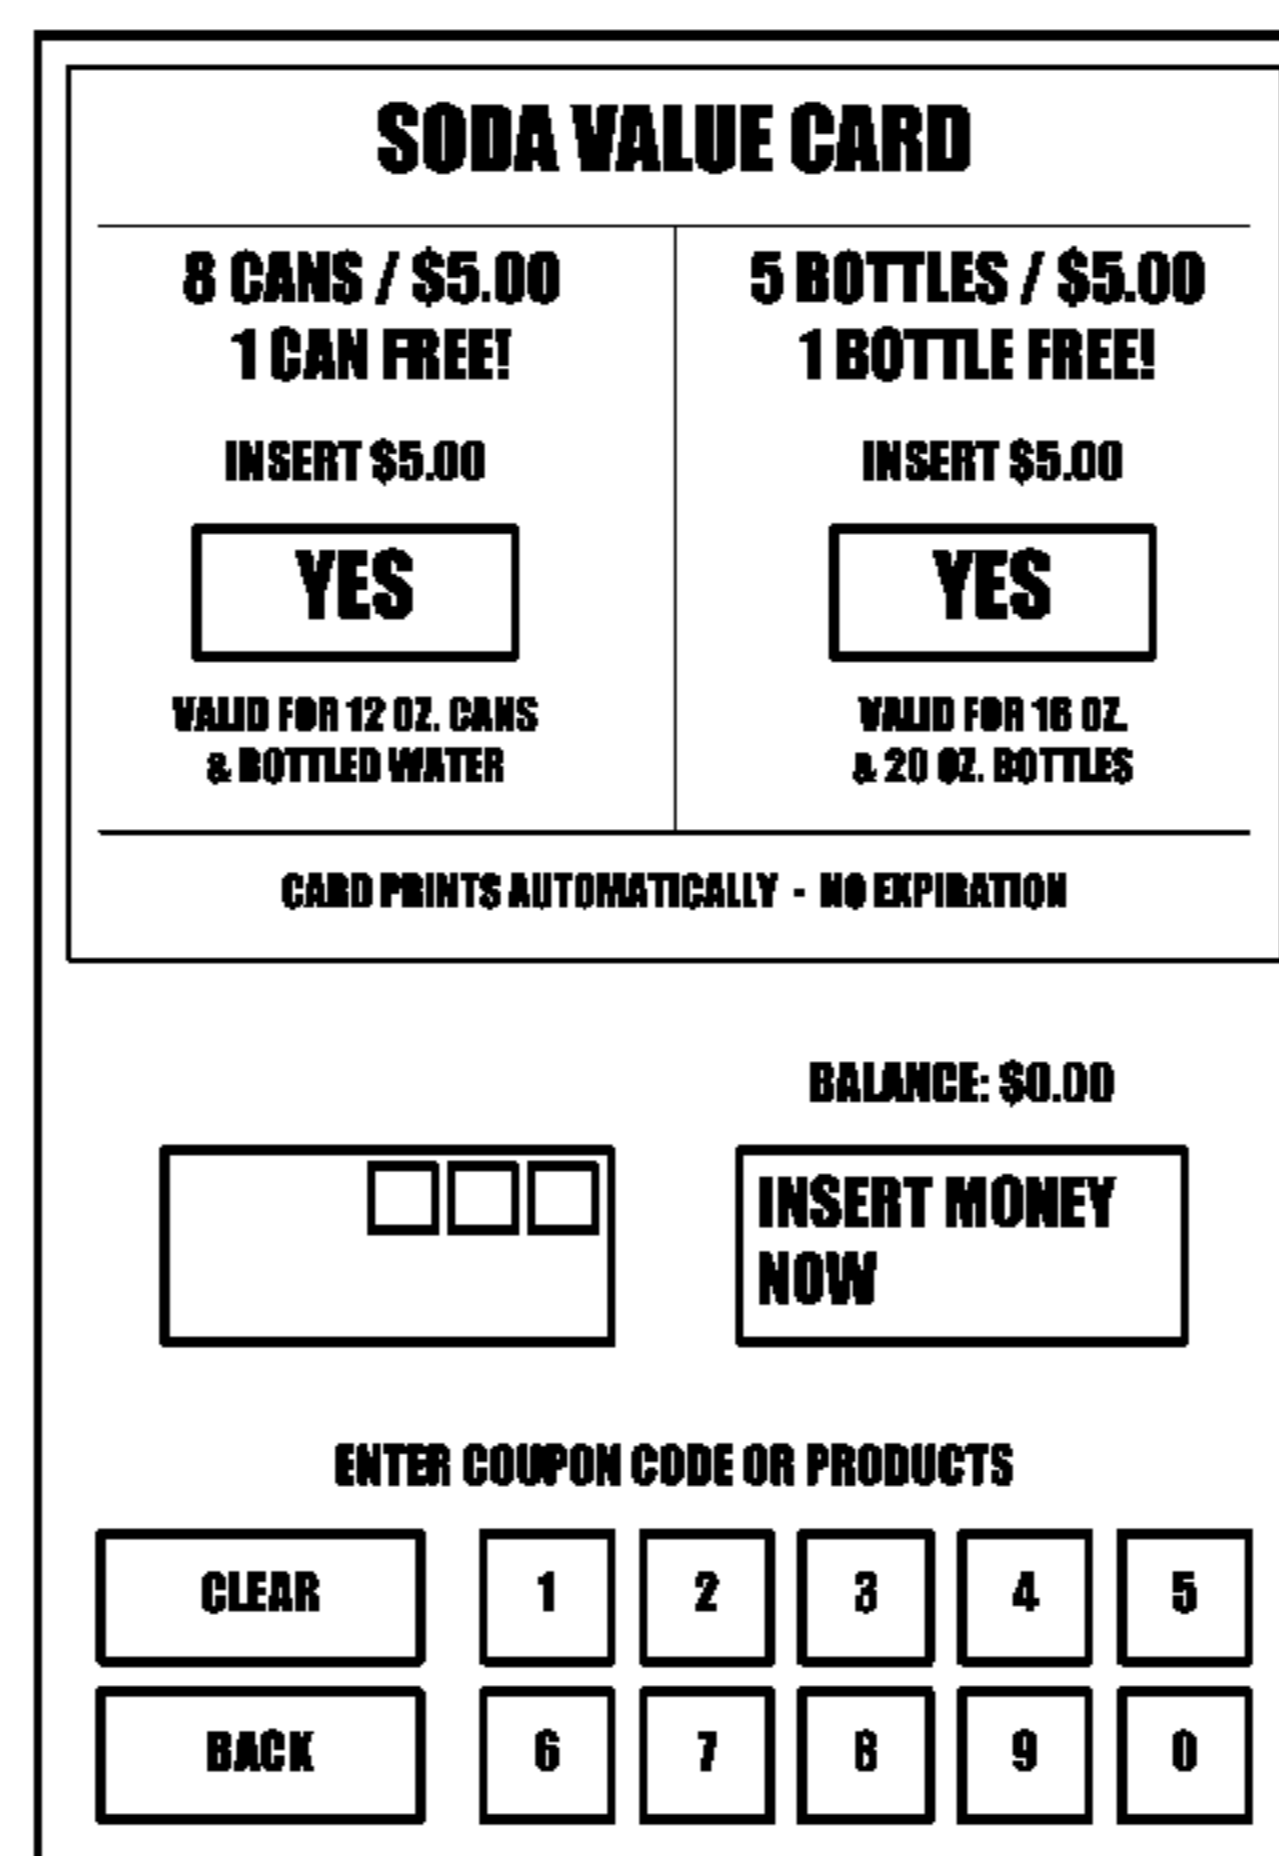 SODA VALUE CARD
8 CANS / $5.00
1 CAN FREE!
INSERT $5.00
YES
VALID FOR 12 OZ. CANS
& BOTTLED WATER
5 BOTTLES / $5.00
1 BOTTLE FREE!
INSERT $5.00
YES
VALID FOR 16 OZ.
& 20 OZ. BOTTLES
CARD PRINTS AUTOMATICALLY - NO EXPIRATION
BALANCE: $0.00
INSERT MONEY
NOW
ENTER COUPON CODE OR PRODUCTS
CLEAR 1 2 3 4 5
BACK 6 7 8 9 0